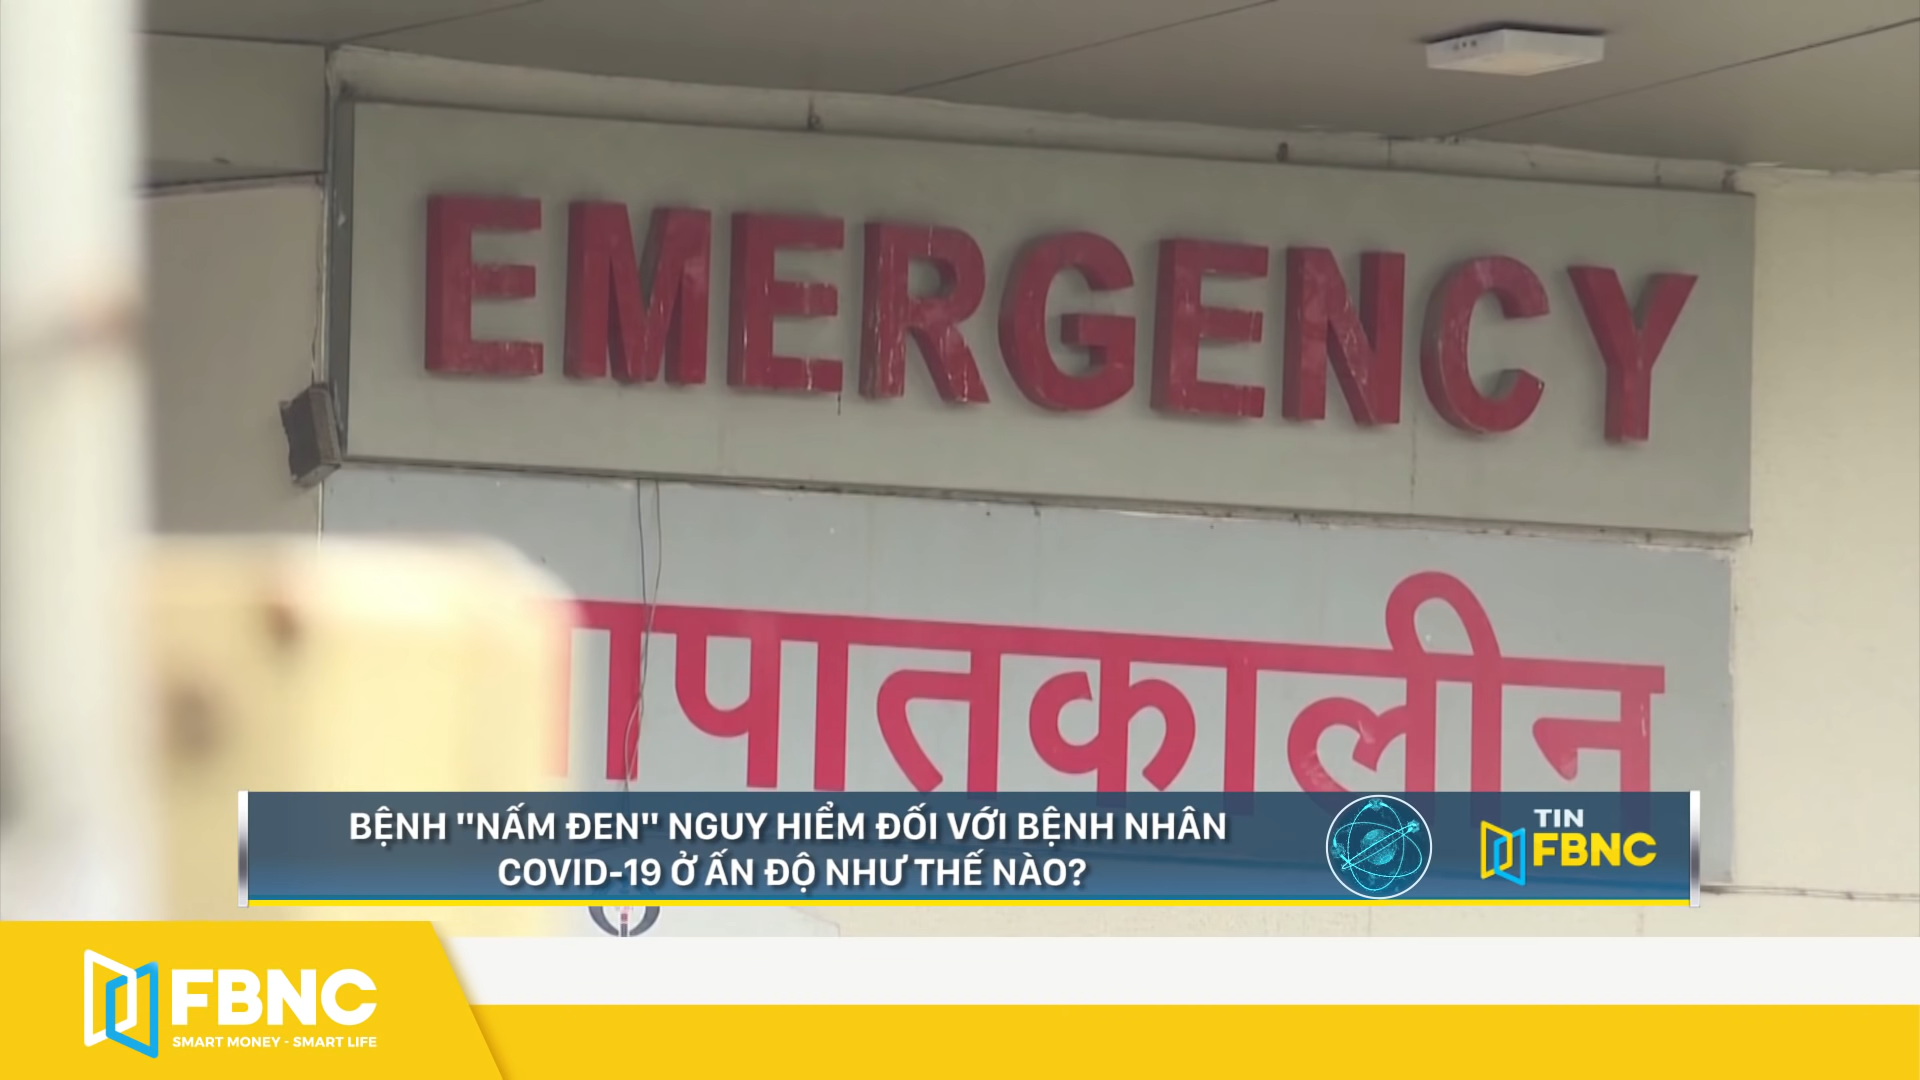 EMERGENCY
BỆNH "NẤM ĐEN" NGUY HIỂM ĐỐI VỚI BỆNH NHÂN
COVID-19 Ở ẤN ĐỘ NHƯ THẾ NÀO?
TIN
FBNC
FBNC
SMART MONEY - SMART LIFE